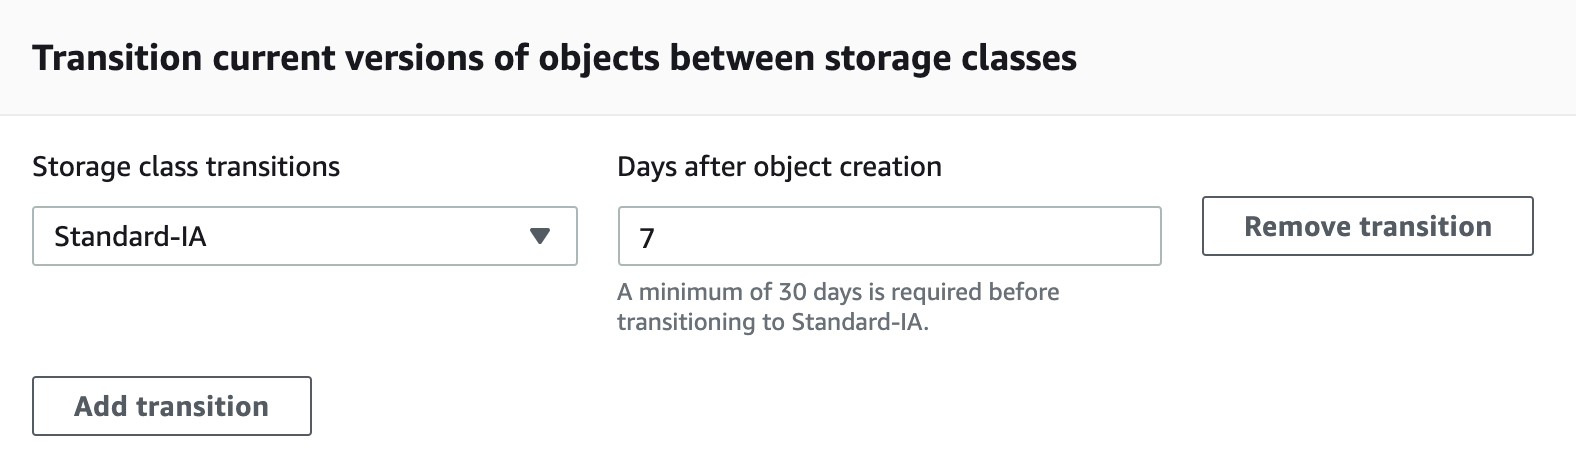 Transition current versions of objects between storage classes
Storage class transitions
Standard-IA
Days after object creation
7
A minimum of 30 days is required before
transitioning to Standard-IA.
Remove transition
Add transition